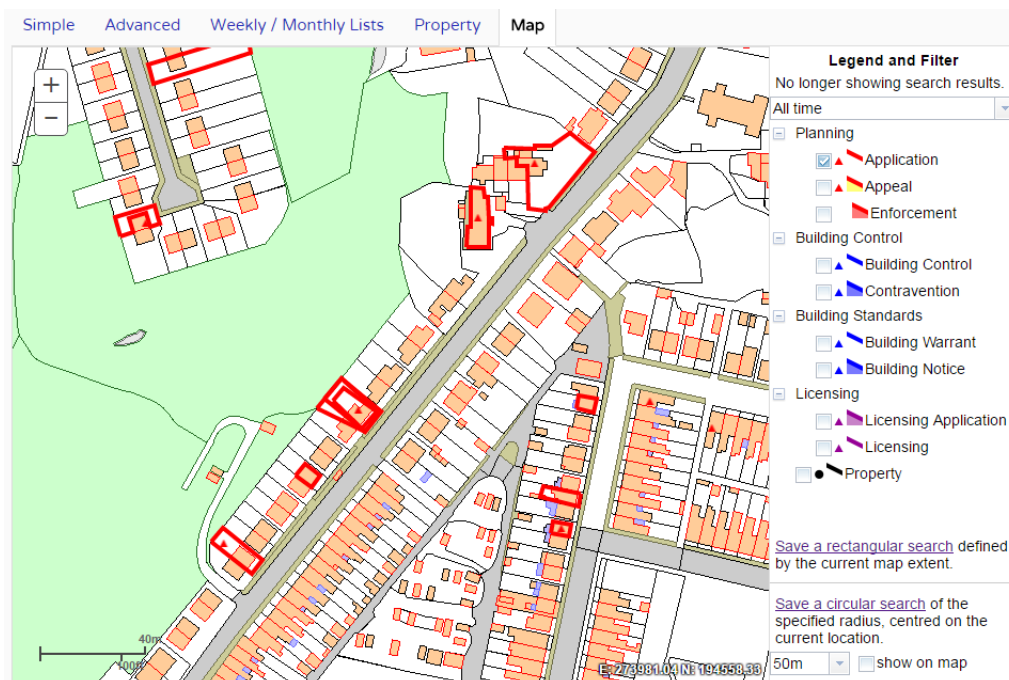 Simple Advanced Weekly / Monthly Lists Property Map
+
−
Legend and Filter
No longer showing search results.
All time
Planning
Application
Appeal
Enforcement
Building Control
Building Control
Contravention
Building Standards
Building Warrant
Building Notice
Licensing
Licensing Application
Licensing
Property
Save a rectangular search defined
by the current map extent.
Save a circular search of the
specified radius, centred on the
current location.
50m show on map
40m
100ft
E: 273981.04 N: 194558.33